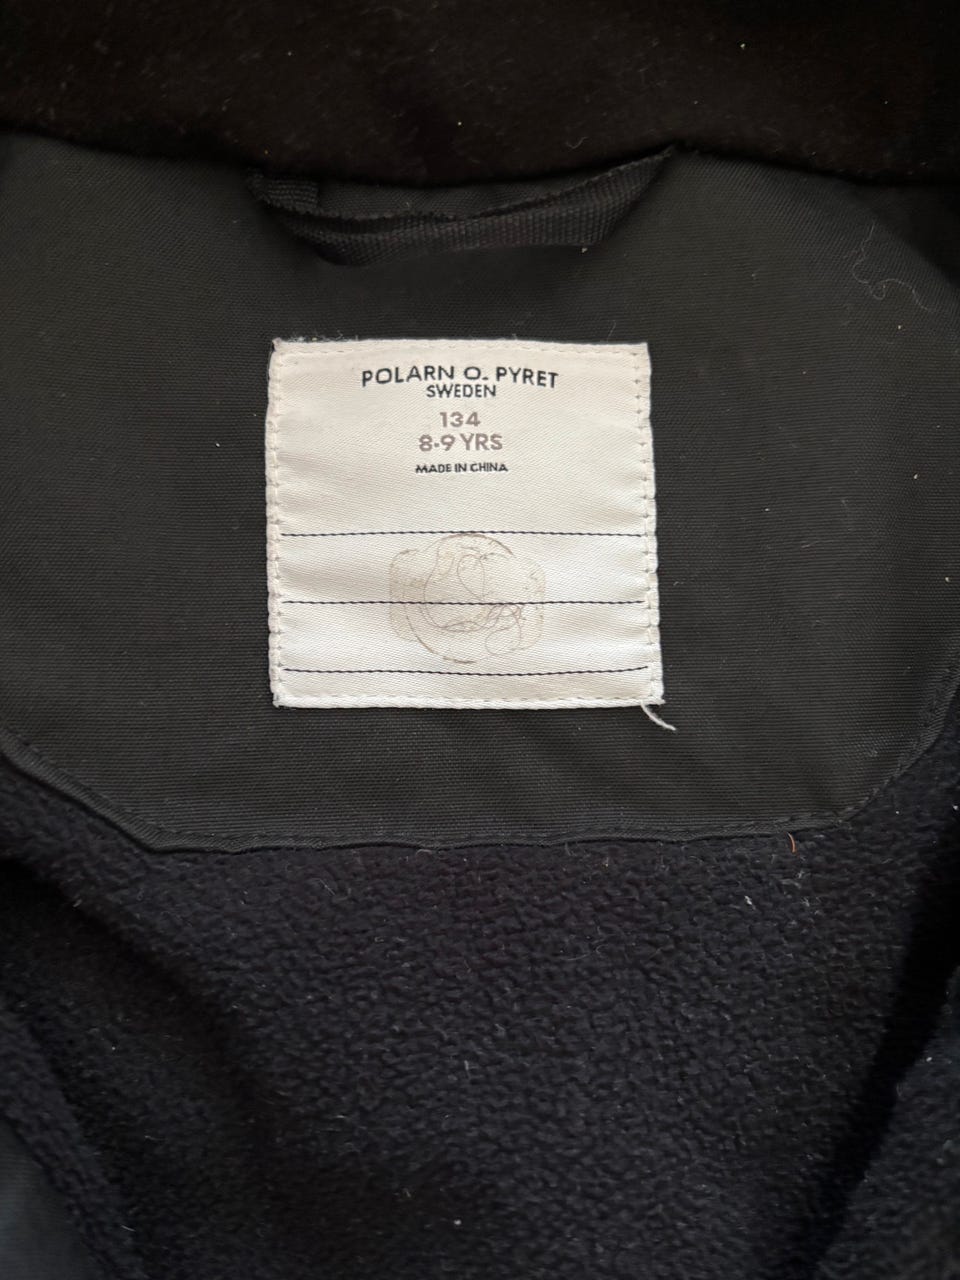 POLARN O. PYRET
SWEDEN
134
8-9 YRS
MADE IN CHINA